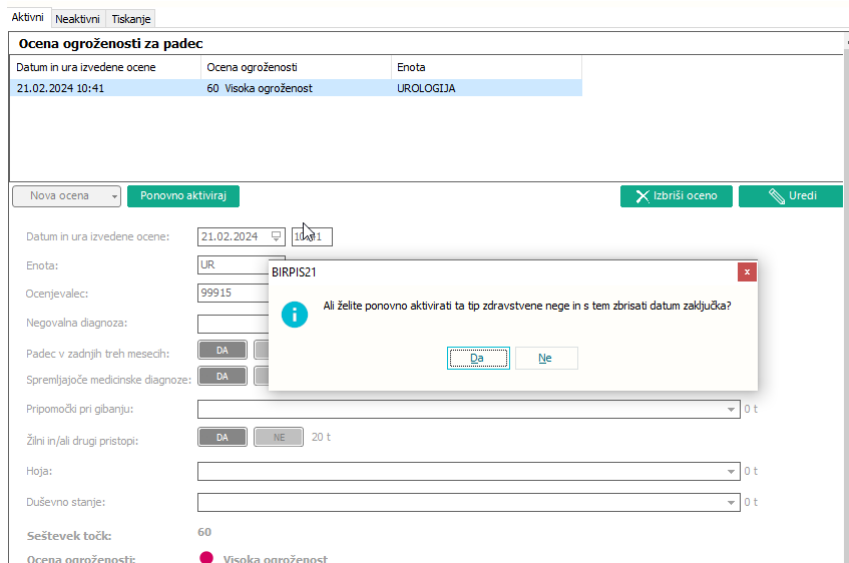 Aktivni Neaktivni Tiskanje
Ocena ogroženosti za padec
Datum in ura izvedene ocene Ocena ogroženosti Enota
21.02.2024 10:41 60 Visoka ogroženost UROLOGIJA
Nova ocena Ponovno aktiviraj Izbriši oceno Uredi
Datum in ura izvedene ocene: 21.02.2024
Enota: UR
BIRPIS21
Ocenjevalec: 99915
Ali želite ponovno aktivirati ta tip zdravstvene nege in s tem zbrisati datum zaključka?
Negovalna diagnoza:
Padec v zadnjih treh mesecih: DA
Da Ne
Spremljajoče medicinske diagnoze: DA
Pripomočki pri gibanju: 0 t
Žilni in/ali drugi pristopi: DA NE 20 t
Hoja: 0 t
Duševno stanje: 0 t
Seštevek točk: 60
Ocena ogroženosti: Visoka ogroženost